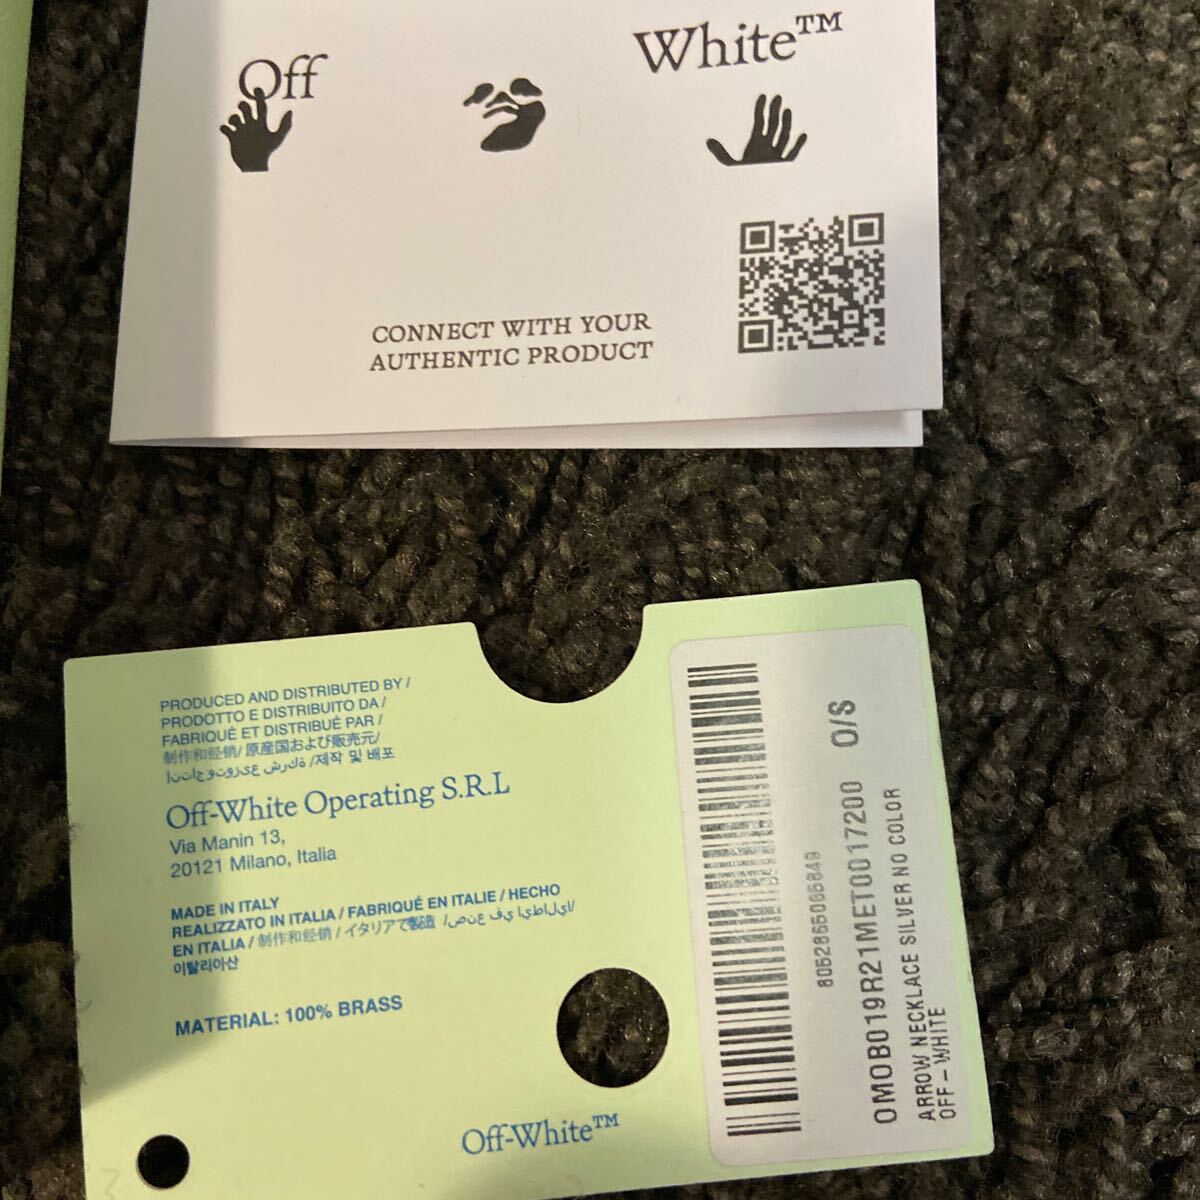 Off
White™
CONNECT WITH YOUR
AUTHENTIC PRODUCT
PRODUCED AND DISTRIBUTED BY /
PRODOTTO E DISTRIBUITO DA /
FABRIQUÉ ET DISTRIBUÉ PAR /
制作和经销/ 原産国および販売元/
/제작 및 배포
Off-White Operating S.R.L
Via Manin 13,
20121 Milano, Italia
MADE IN ITALY
REALIZZATO IN ITALIA / FABRIQUÉ EN ITALIE / HECHO
EN ITALIA / 制作和经销 / イタリアで製造 /
이탈리아산
MATERIAL: 100% BRASS
Off-White™
O/S
OMOB019R21MET0017200
ARROW NECKLACE SILVER NO COLOR
OFF - WHITE